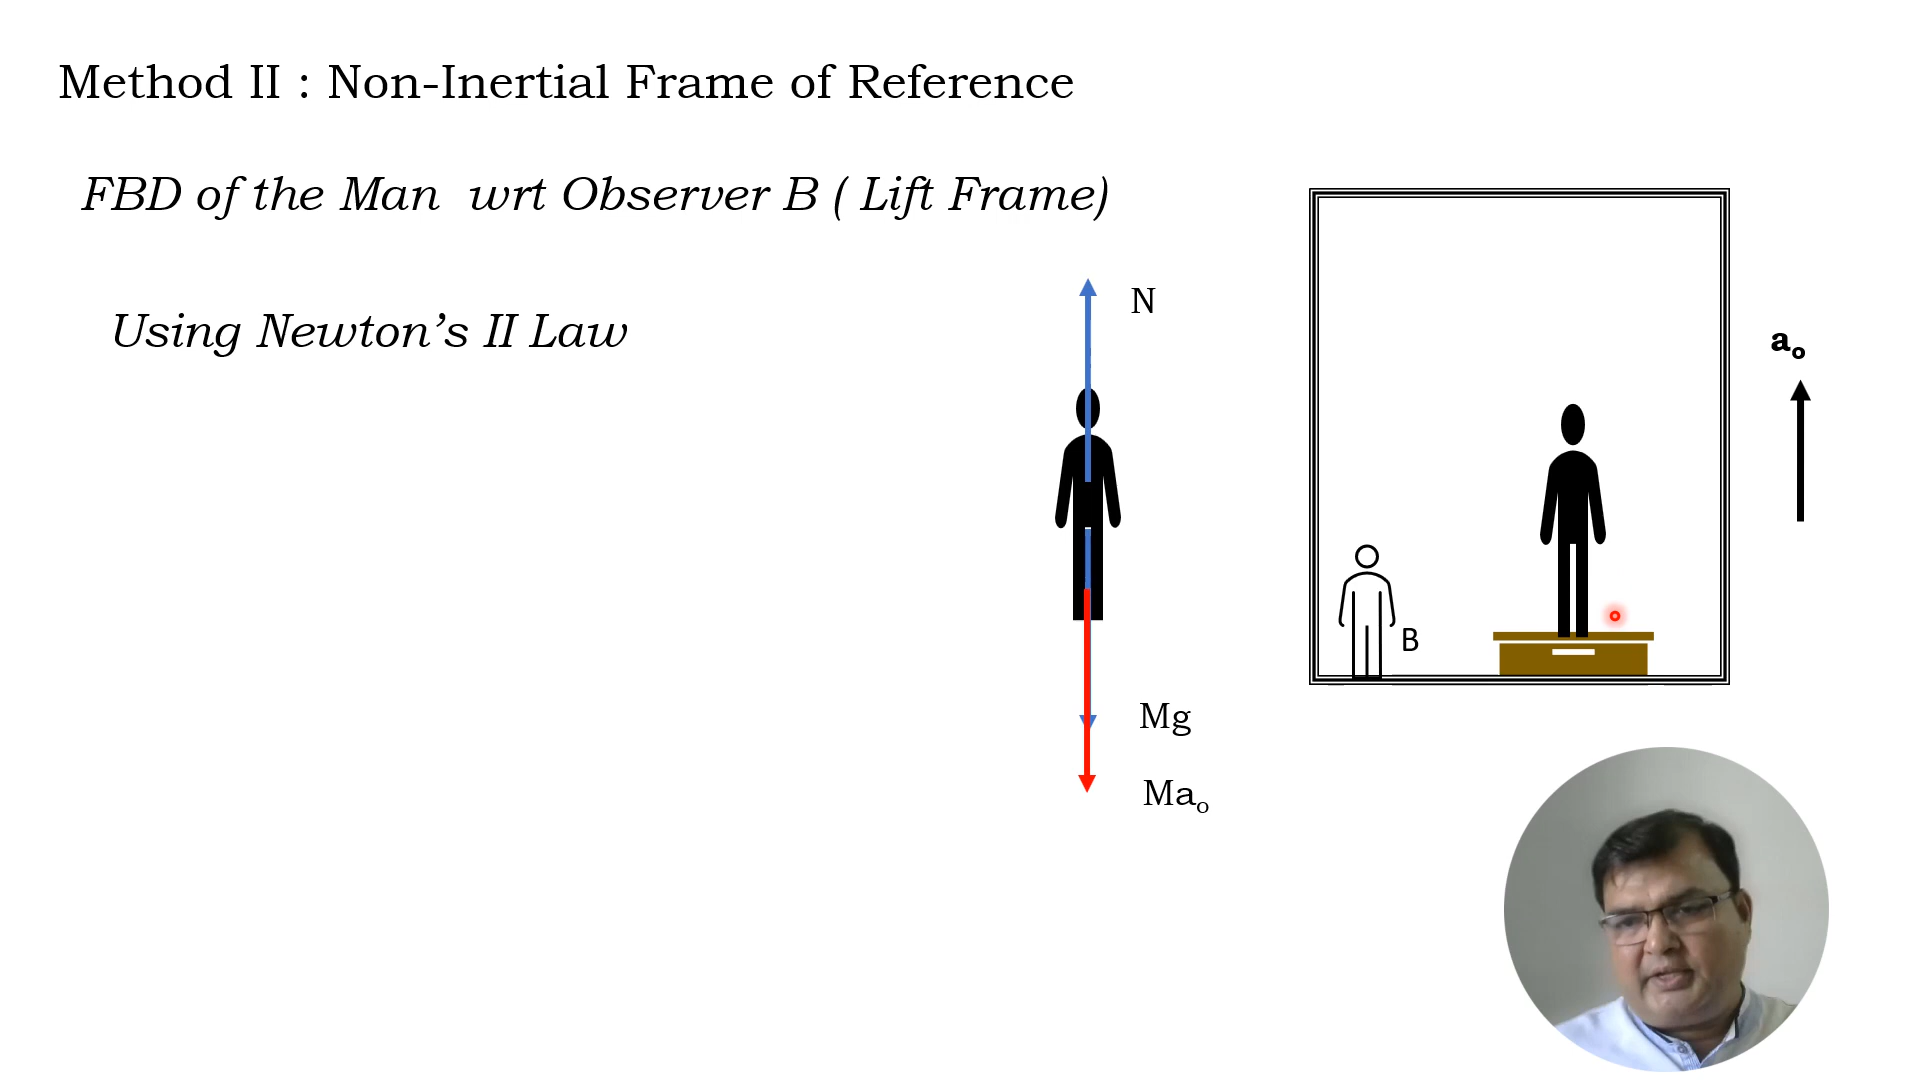 Method II : Non-Inertial Frame of Reference
FBD of the Man wrt Observer B ( Lift Frame)
Using Newton’s II Law
N
aₒ
B
Mg
Maₒ